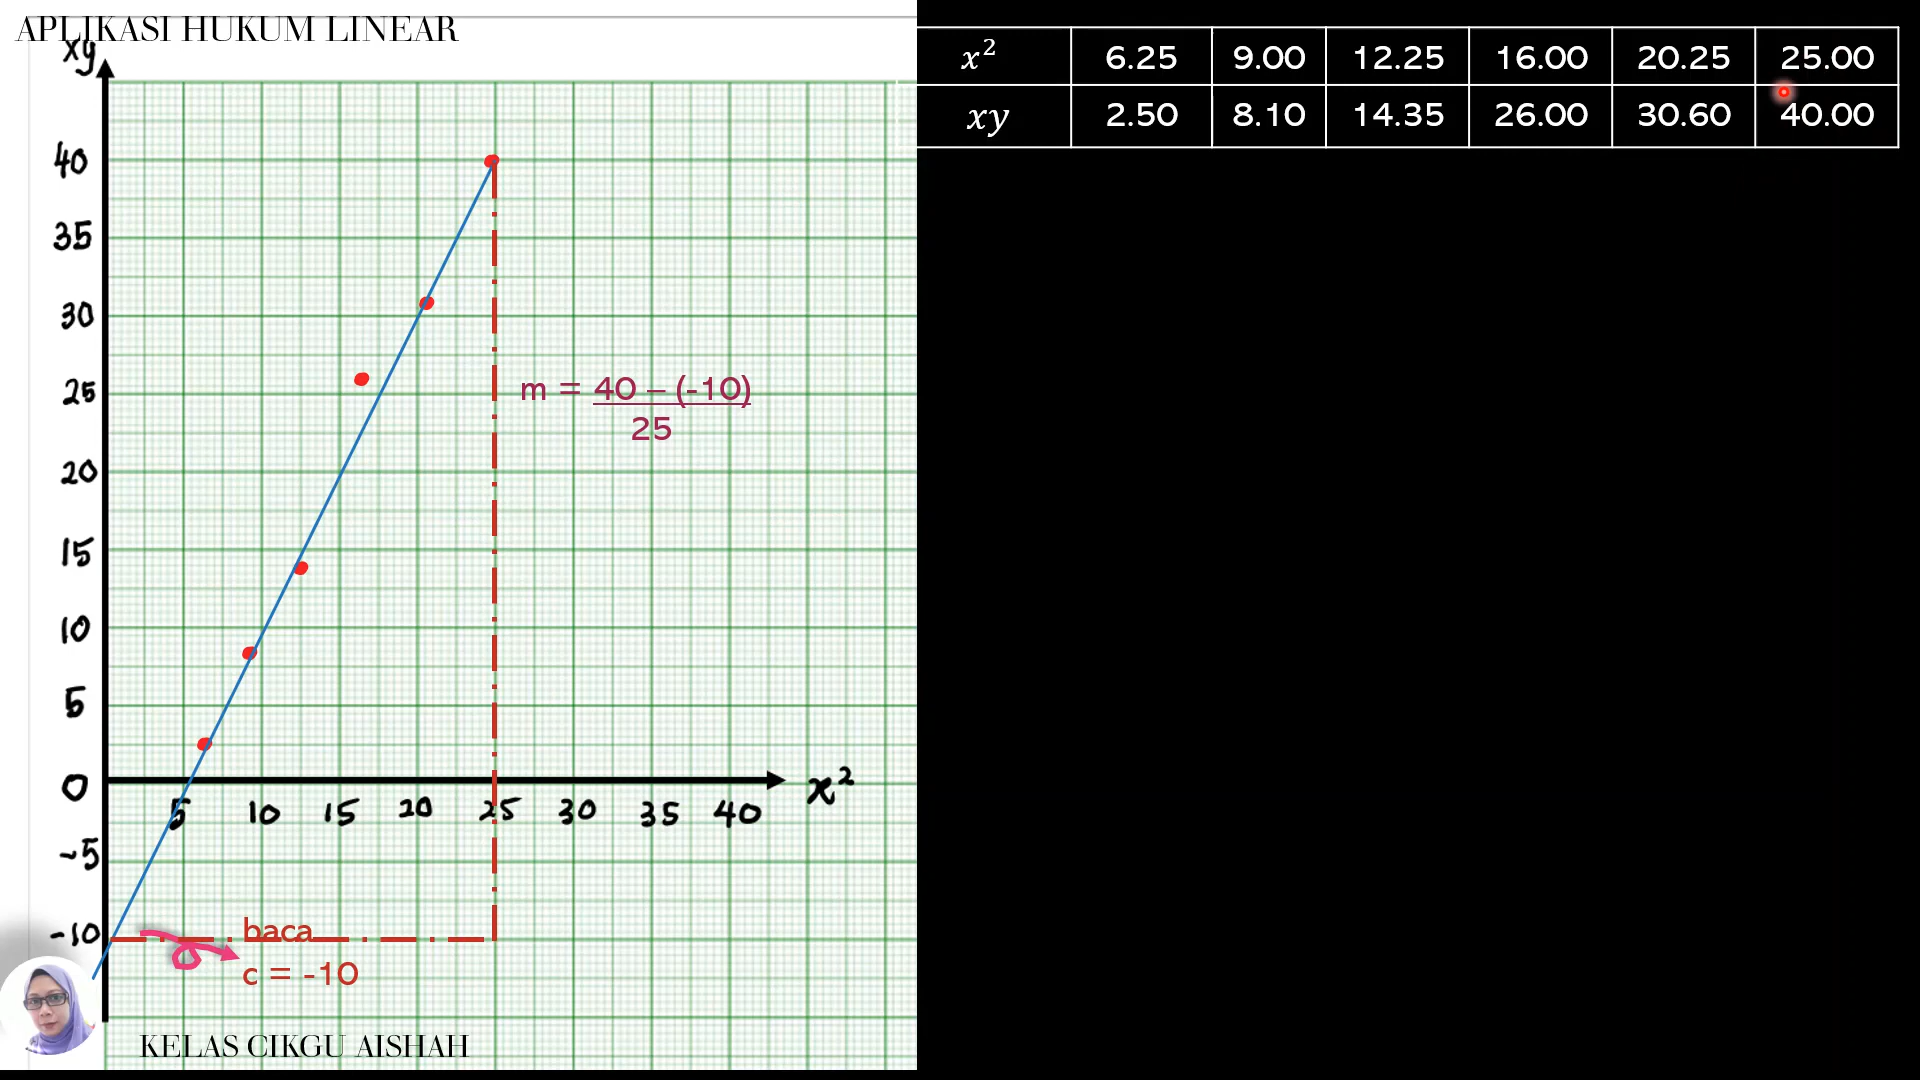 APLIKASI HUKUM LINEAR
xy
x² 6.25 9.00 12.25 16.00 20.25 25.00
xy 2.50 8.10 14.35 26.00 30.60 40.00
40
35
30
25
20
15
10
5
0
-5
-10
5 10 15 20 25 30 35 40 x²
m = 40 – (-10)
25
baca
c = -10
KELAS CIKGU AISHAH